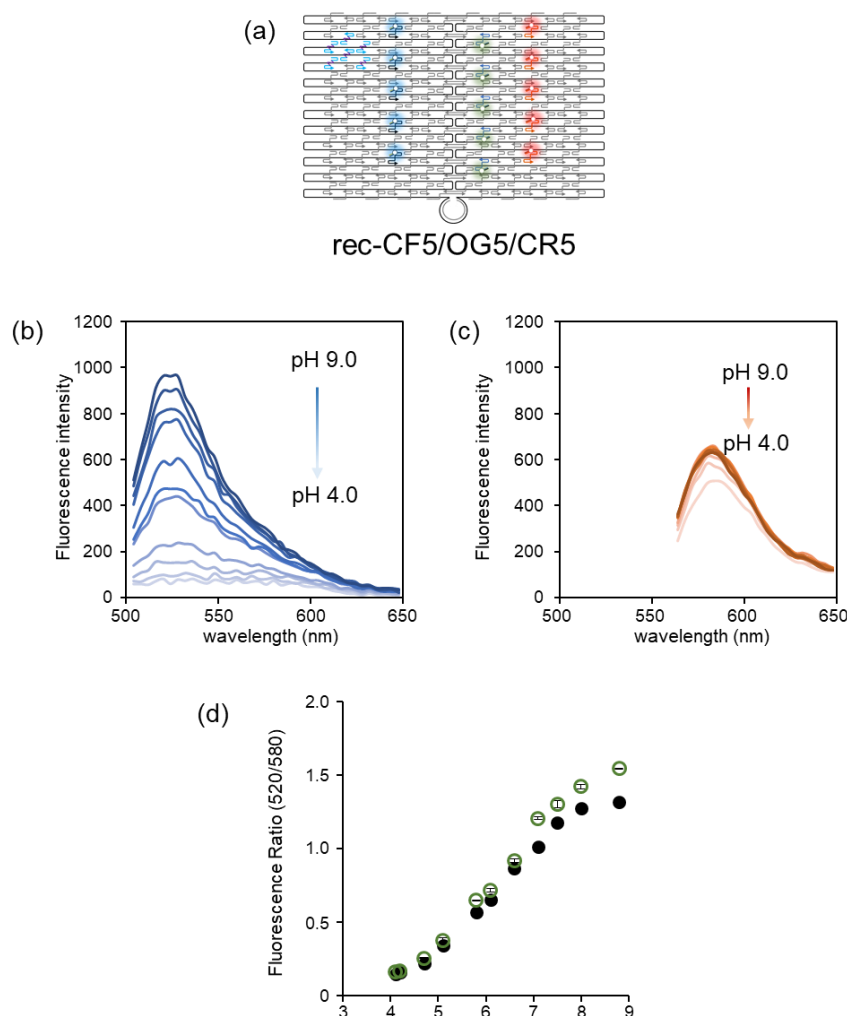 (a)
rec-CF5/OG5/CR5
(b)
1200
1000
800
600
400
200
0
Fluorescence intensity
pH 9.0
pH 4.0
500
550
600
650
wavelength (nm)
(c)
1200
1000
800
600
400
200
0
Fluorescence intensity
pH 9.0
pH 4.0
500
550
600
650
wavelength (nm)
(d)
2.0
1.5
1.0
0.5
0
Fluorescence Ratio (520/580)
3 4 5 6 7 8 9